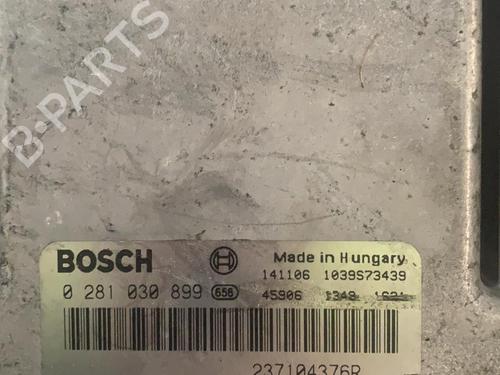 B-PARTS
BOSCH
Made in Hungary
141106 1039S73439
0 281 030 899 656 45906
237104376R